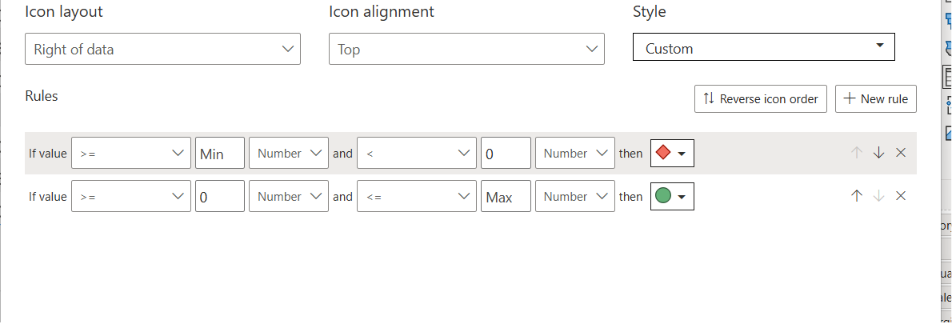 Icon layout Icon alignment Style
Right of data Top Custom
Rules Reverse icon order New rule
If value >= Min Number and < 0 Number then
If value >= 0 Number and <= Max Number then